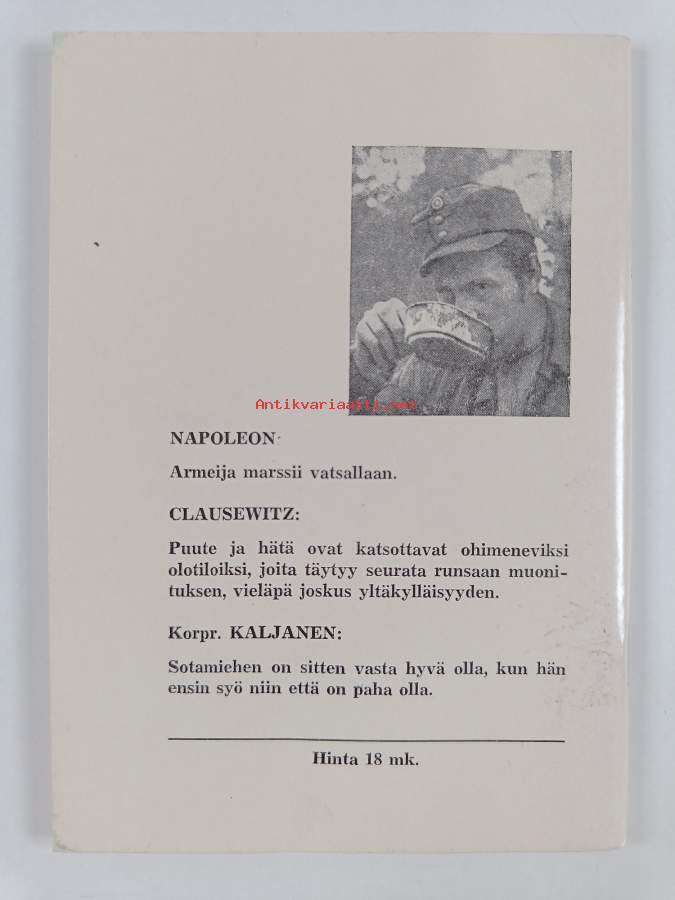 Antikvariaatti.net
NAPOLEON
Armeija marssii vatsallaan.
CLAUSEWITZ:
Puute ja hätä ovat katsottavat ohimeneviksi
olotiloiksi, joita täytyy seurata runsaan muoni-
tuksen, vieläpä joskus yltäkylläisyyden.
Korpr. KALJANEN:
Sotamiehen on sitten vasta hyvä olla, kun hän
ensin syö niin että on paha olla.
Hinta 18 mk.